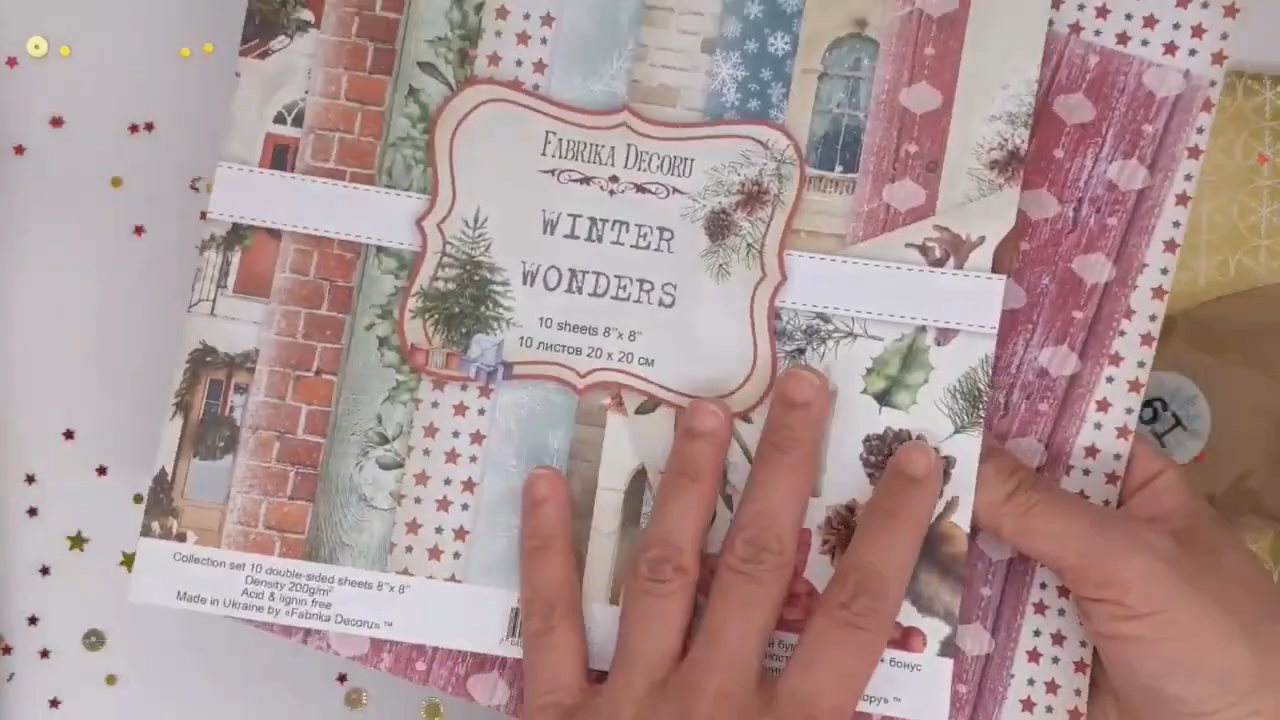 FABRIKA DECORU
WINTER
WONDERS
10 sheets 8"x 8"
10 листов 20 x 20 см
Collection set 10 double-sided sheets 8"x 8"
Density 200g/m²
Acid & lignin free
Made in Ukraine by «Fabrika Decoru» ™
+ бонус
19